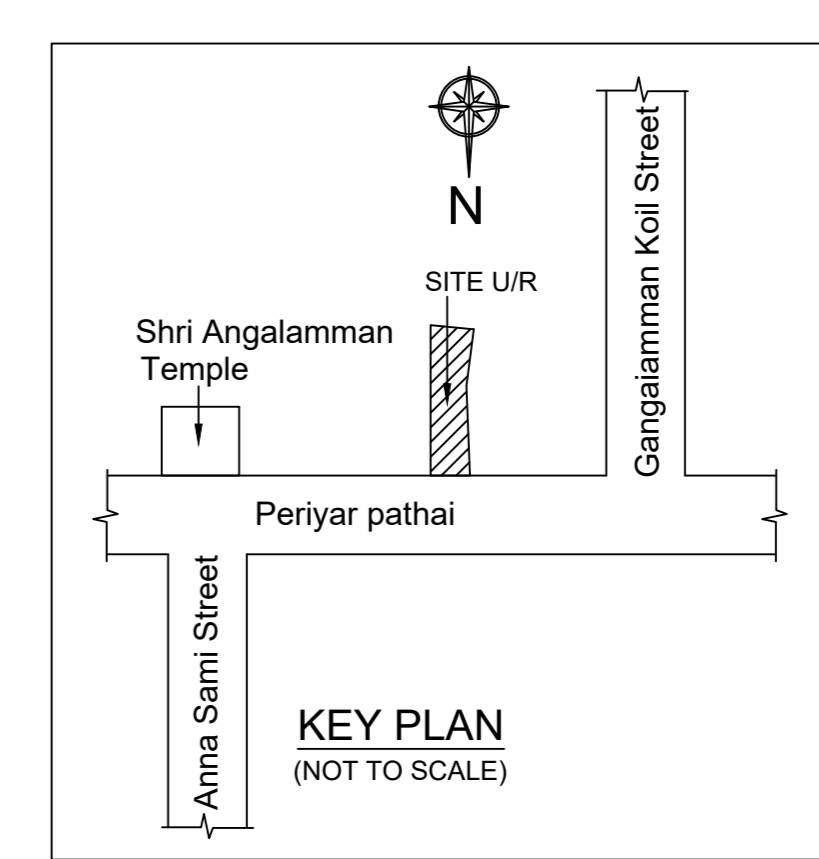 N
SITE U/R
Shri Angalamman
Temple
Gangaiamman Koil Street
Periyar pathai
Anna Sami Street
KEY PLAN
(NOT TO SCALE)